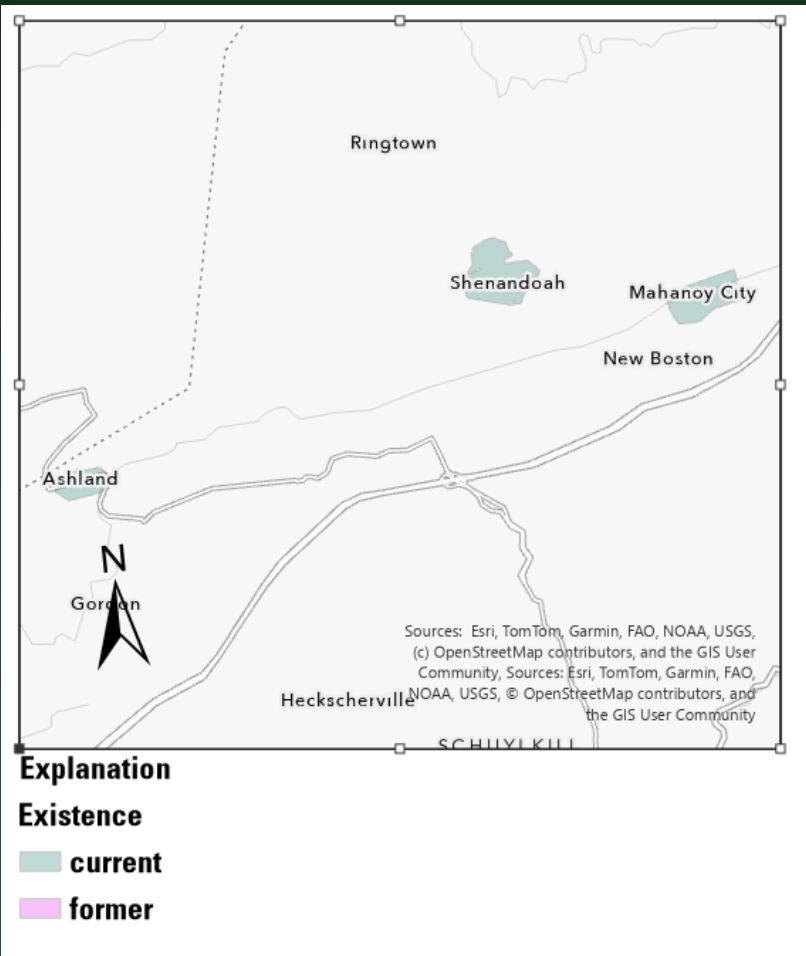 Ringtown
Shenandoah
Mahanoy City
New Boston
Ashland
N
Gordon
Sources: Esri, TomTom, Garmin, FAO, NOAA, USGS,
(c) OpenStreetMap contributors, and the GIS User
Community, Sources: Esri, TomTom, Garmin, FAO,
NOAA, USGS, © OpenStreetMap contributors, and
the GIS User Community
Heckscherville
SCHUYLKILL
Explanation
Existence
current
former